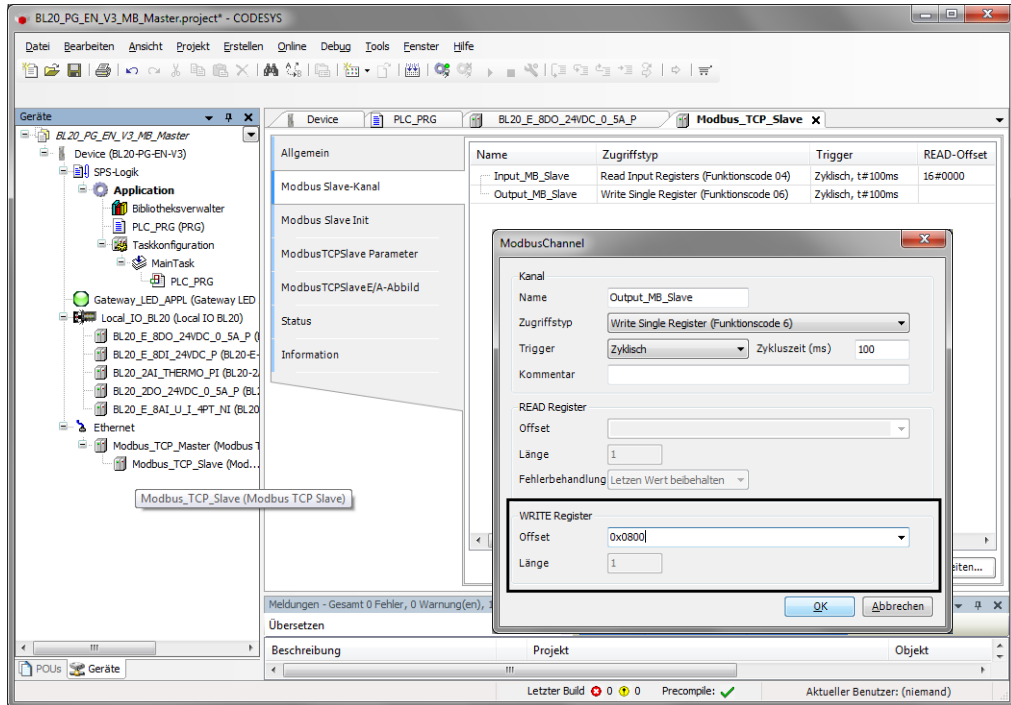 BL20_PG_EN_V3_MB_Master.project* - CODESYS
Datei Bearbeiten Ansicht Projekt Erstellen Online Debug Tools Fenster Hilfe
Geräte
BL20_PG_EN_V3_MB_Master
Device (BL20-PG-EN-V3)
SPS-Logik
Application
Bibliotheksverwalter
PLC_PRG (PRG)
Taskkonfiguration
MainTask
PLC_PRG
Gateway_LED_APPL (Gateway LED
Local_IO_BL20 (Local IO BL20)
BL20_E_8DO_24VDC_0_5A_P (
BL20_E_8DI_24VDC_P (BL20-E-
BL20_2AI_THERMO_PI (BL20-2
BL20_2DO_24VDC_0_5A_P (BL
BL20_E_8AI_U_I_4PT_NI (BL20
Ethernet
Modbus_TCP_Master (Modbus T
Modbus_TCP_Slave (Mod...
Modbus_TCP_Slave (Modbus TCP Slave)
POUs Geräte
Device PLC_PRG BL20_E_8DO_24VDC_0_5A_P Modbus_TCP_Slave
Allgemein
Modbus Slave-Kanal
Modbus Slave Init
ModbusTCPSlave Parameter
ModbusTCPSlaveE/A-Abbild
Status
Information
Name Zugriffstyp Trigger READ-Offset
Input_MB_Slave Read Input Registers (Funktionscode 04) Zyklisch, t#100ms 16#0000
Output_MB_Slave Write Single Register (Funktionscode 06) Zyklisch, t#100ms
ModbusChannel
Kanal
Name Output_MB_Slave
Zugriffstyp Write Single Register (Funktionscode 6)
Trigger Zyklisch Zykluszeit (ms) 100
Kommentar
READ Register
Offset
Länge 1
Fehlerbehandlung Letzen Wert beibehalten
WRITE Register
Offset 0x0800
Länge 1
OK Abbrechen
eiten...
Meldungen - Gesamt 0 Fehler, 0 Warnung(en), 1
Übersetzen
Beschreibung Projekt Objekt
Letzter Build 0 0 Precompile: Aktueller Benutzer: (niemand)